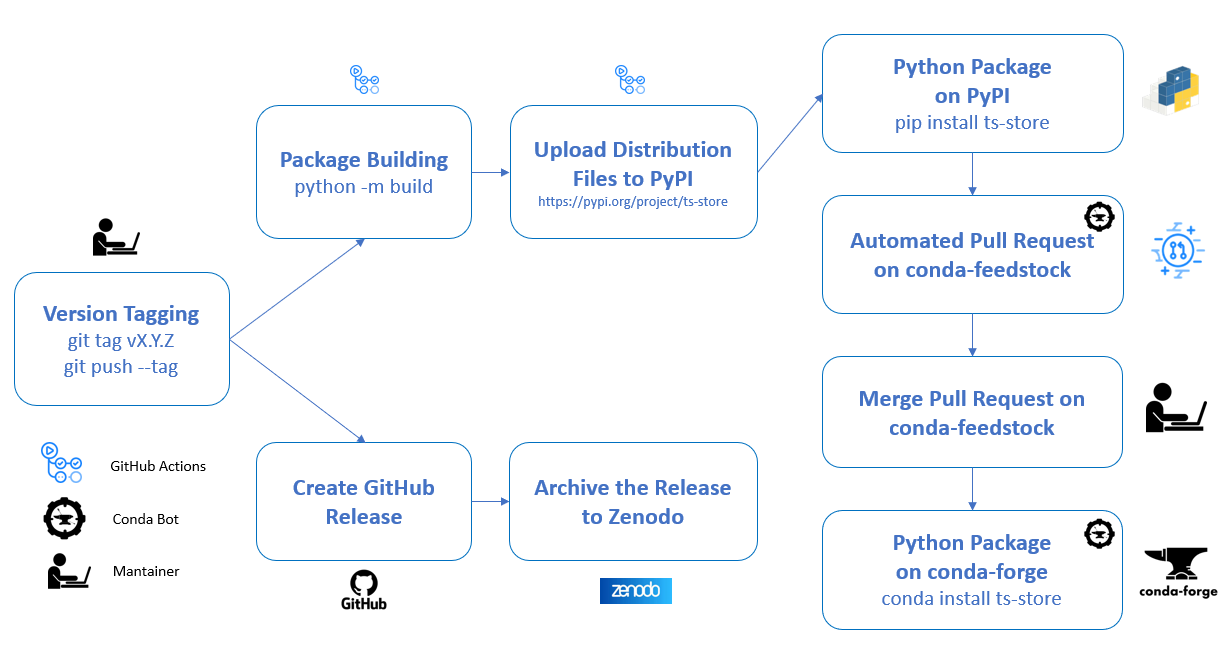 Version Tagging
git tag vX.Y.Z
git push --tag
Package Building
python -m build
Upload Distribution
Files to PyPI
https://pypi.org/project/ts-store
Python Package
on PyPI
pip install ts-store
Automated Pull Request
on conda-feedstock
Merge Pull Request on
conda-feedstock
Python Package
on conda-forge
conda install ts-store
conda-forge
Create GitHub
Release
GitHub
Archive the Release
to Zenodo
zenodo
GitHub Actions
Conda Bot
Mantainer